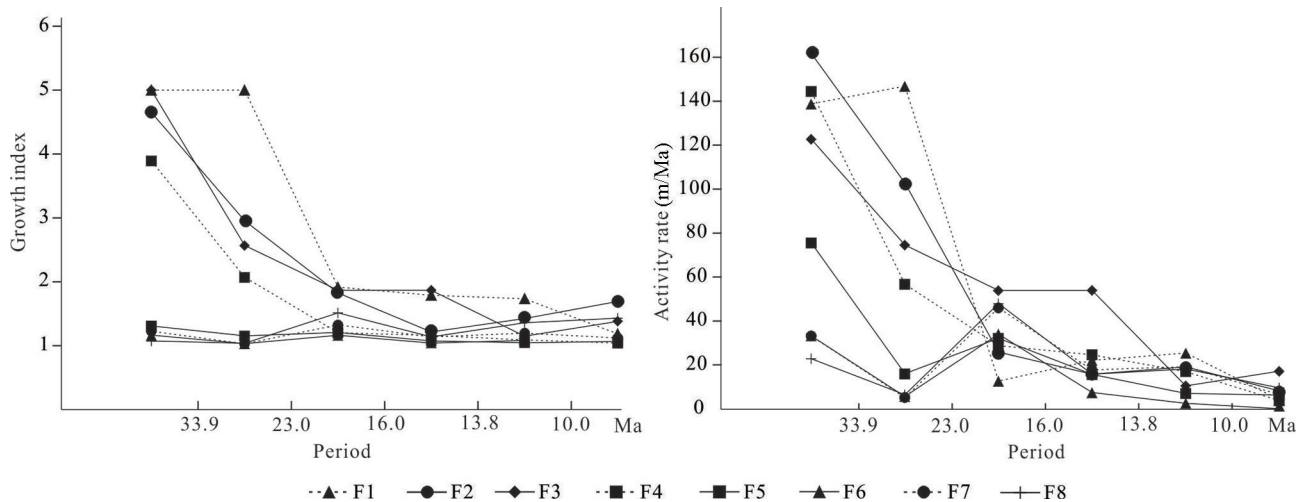 6
5
4
3
2
1
Growth index
33.9 23.0 16.0 13.8 10.0 Ma
Period
160
140
120
100
80
60
40
20
0
Activity rate (m/Ma)
33.9 23.0 16.0 13.8 10.0 Ma
Period
F1 F2 F3 F4 F5 F6 F7 F8